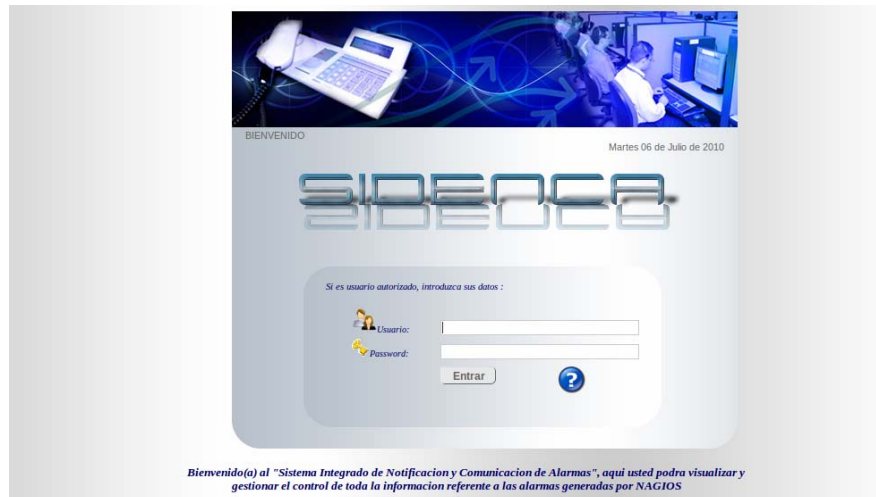 BIENVENIDO
Martes 06 de Julio de 2010
SIDENCA
Si es usuario autorizado, introduzca sus datos :
Usuario:
Password:
Entrar
?
Bienvenido(a) al "Sistema Integrado de Notificacion y Comunicacion de Alarmas", aqui usted podra visualizar y
gestionar el control de toda la informacion referente a las alarmas generadas por NAGIOS